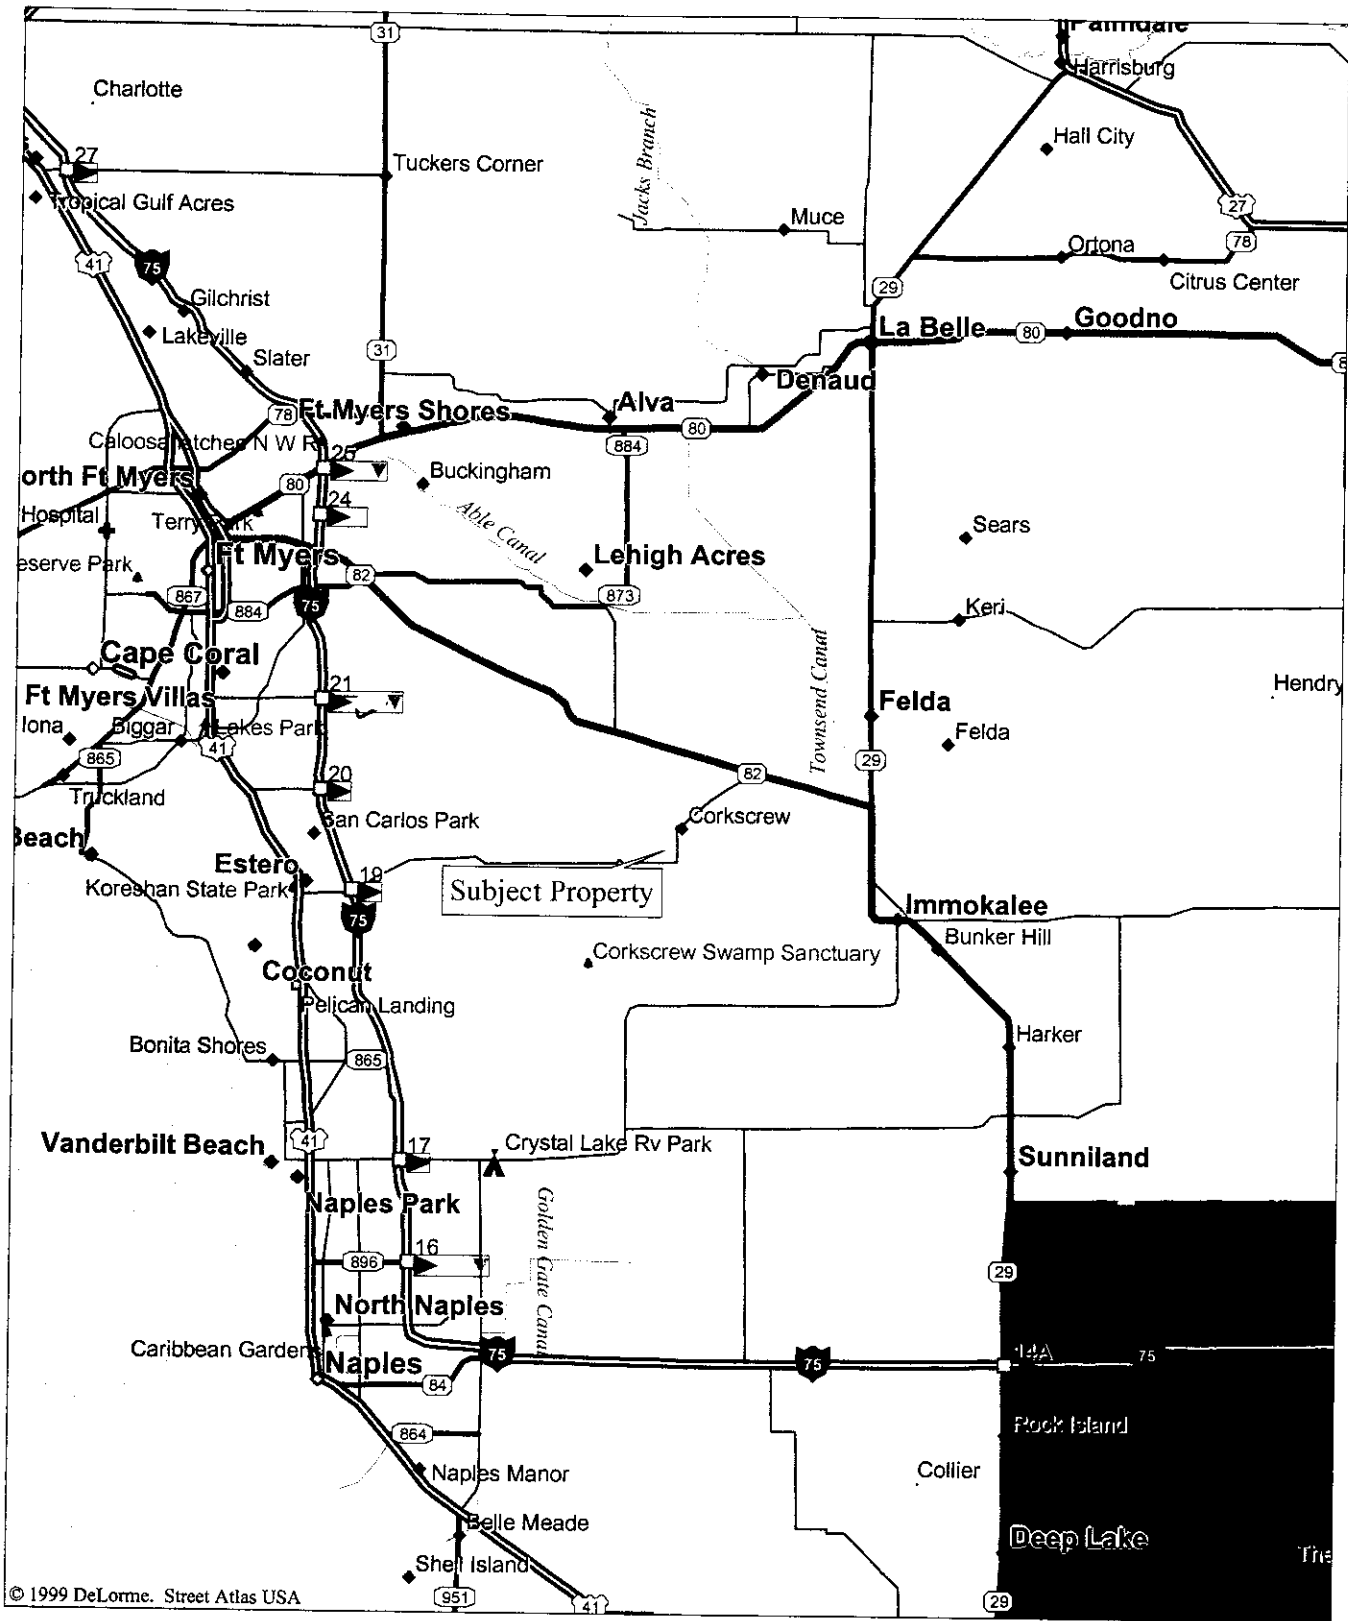 31
Palmdale
Harrisburg
Charlotte
Hall City
27
Tuckers Corner
Jacks Branch
Tropical Gulf Acres
Muce
27
78
41
75
Ortona
Citrus Center
Gilchrist
29
Lakeville
31
La Belle
80
Goodno
Slater
Denaud
78
Ft Myers Shores
Alva
80
884
Caloosahatchee N W R
25
orth Ft Myers
80
Buckingham
24
Hospital
Terry Park
Able Canal
Sears
eserve Park
Ft Myers
82
Lehigh Acres
867
884
75
873
Keri
Cape Coral
Townsend Canal
21
Hendry
Ft Myers Villas
Felda
Iona
Biggar
Lakes Park
41
Felda
865
29
82
20
Truckland
San Carlos Park
Corkscrew
Beach
Estero
19
Koreshan State Park
Subject Property
75
Immokalee
Bunker Hill
Corkscrew Swamp Sanctuary
Coconut
Pelican Landing
Bonita Shores
865
Harker
Vanderbilt Beach
41
17
Crystal Lake Rv Park
Sunniland
Naples Park
Golden Gate Canal
16
896
29
North Naples
Caribbean Gardens
Naples
75
75
14A
75
84
864
Rock Island
Naples Manor
Collier
Belle Meade
Deep Lake
The
Shell Island
© 1999 DeLorme. Street Atlas USA
951
41
29